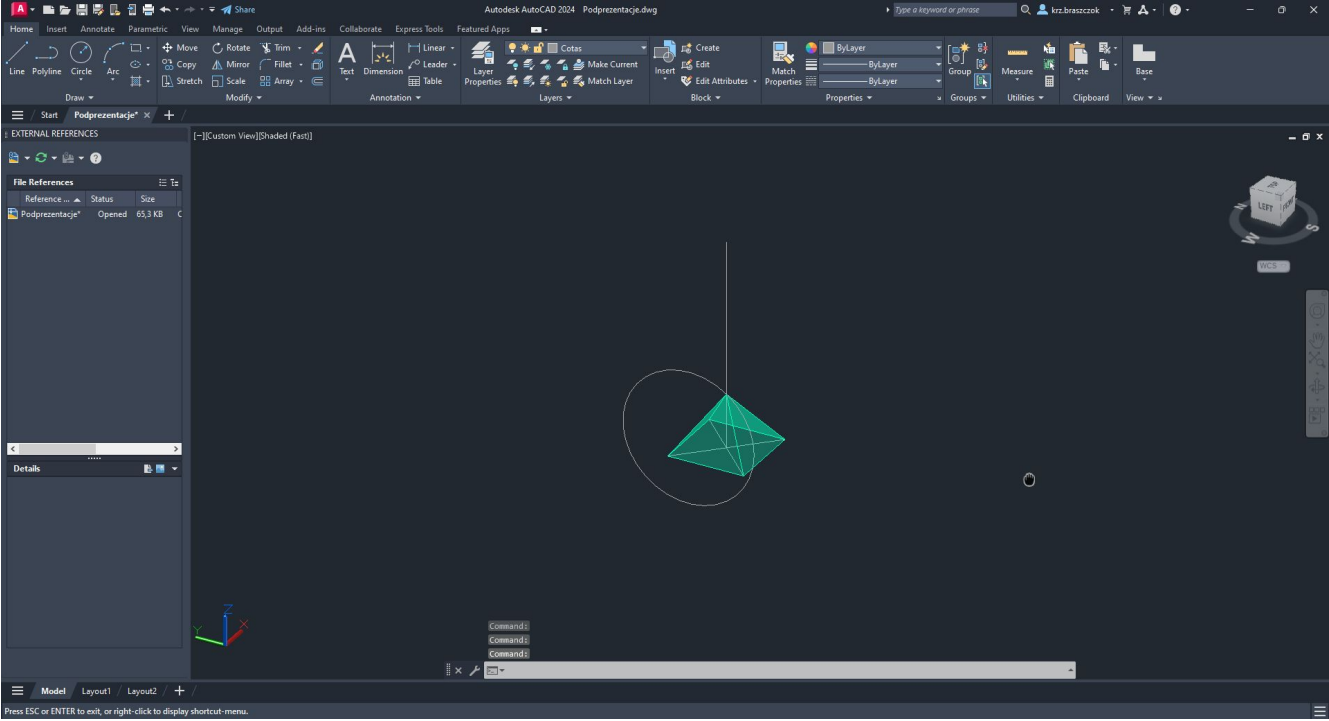 A Share Autodesk AutoCAD 2024 Podprezentacje.dwg Type a keyword or phrase krz.braszczok
Home Insert Annotate Parametric View Manage Output Add-ins Collaborate Express Tools Featured Apps
Move Rotate Trim Linear Cotas Create ByLayer
Copy Mirror Fillet Leader Make Current Edit ByLayer
Stretch Scale Array Table Match Layer Edit Attributes ByLayer
Line Polyline Circle Arc Text Dimension Layer Properties Insert Match Properties Group Measure Paste Base
Draw Modify Annotation Layers Block Properties Groups Utilities Clipboard View
Start Podprezentacje* × +
EXTERNAL REFERENCES
[−][Custom View][Shaded (Fast)]
File References
Reference ... Status Size
Podprezentacje* Opened 65,3 KB C
LEFT
N
S
W
WCS
Details
Z
Y X
Command:
Command:
Command:
Model Layout1 / Layout2 / + /
Press ESC or ENTER to exit, or right-click to display shortcut-menu.